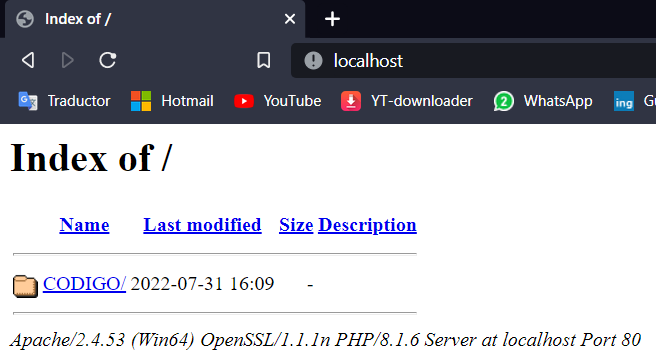 Index of /
localhost
Traductor Hotmail YouTube YT-downloader 2 WhatsApp ing Gu
Index of /
Name Last modified Size Description
CODIGO/ 2022-07-31 16:09 -
Apache/2.4.53 (Win64) OpenSSL/1.1.1n PHP/8.1.6 Server at localhost Port 80